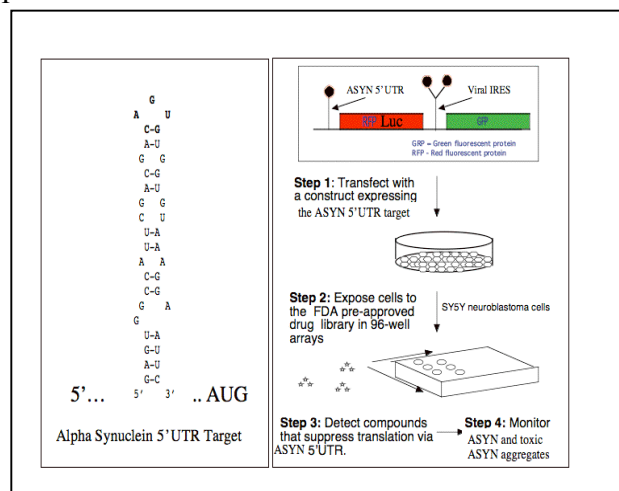 G
A U
C-G
A-U
G G
C-G
A-U
U G
C U
U-A
U-A
A A
C-G
C-G
G A
G
U-A
G-U
A-U
G-C
5'... 5' 3' ..AUG
Alpha Synuclein 5'UTR Target
ASYN 5'UTR
Viral IRES
RFP Luc
GFP
GRP = Green fluorescent protein
RFP - Red fluorescent protein
Step 1: Transfect with
a construct expressing
the ASYN 5'UTR target
Step 2: Expose cells to
the FDA pre-approved
drug library in 96-well
arrays
SY5Y neuroblastoma cells
Step 3: Detect compounds
that suppress translation via
ASYN 5'UTR.
Step 4: Monitor
ASYN and toxic
ASYN aggregates